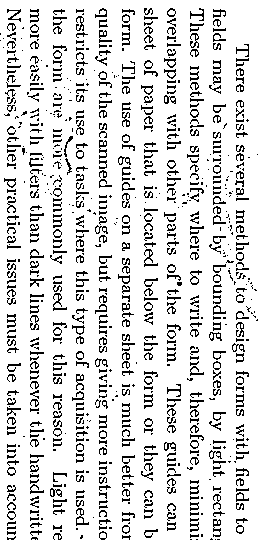 There exist several methods to design forms with fields to
fields may be surrounded by bounding boxes, by light rectang
These methods specify where to write and, therefore, minimi
overlapping with other parts of the form. These guides can
sheet of paper that is located below the form or they can b
form. The use of guides on a separate sheet is much better fro
quality of the scanned image, but requires giving more instructio
restricts its use to tasks where this type of acquisition is used.
the form are more commonly used for this reason. Light re
more easily with filters than dark lines whenever the handwritte
Nevertheless, other practical issues must be taken into accoun